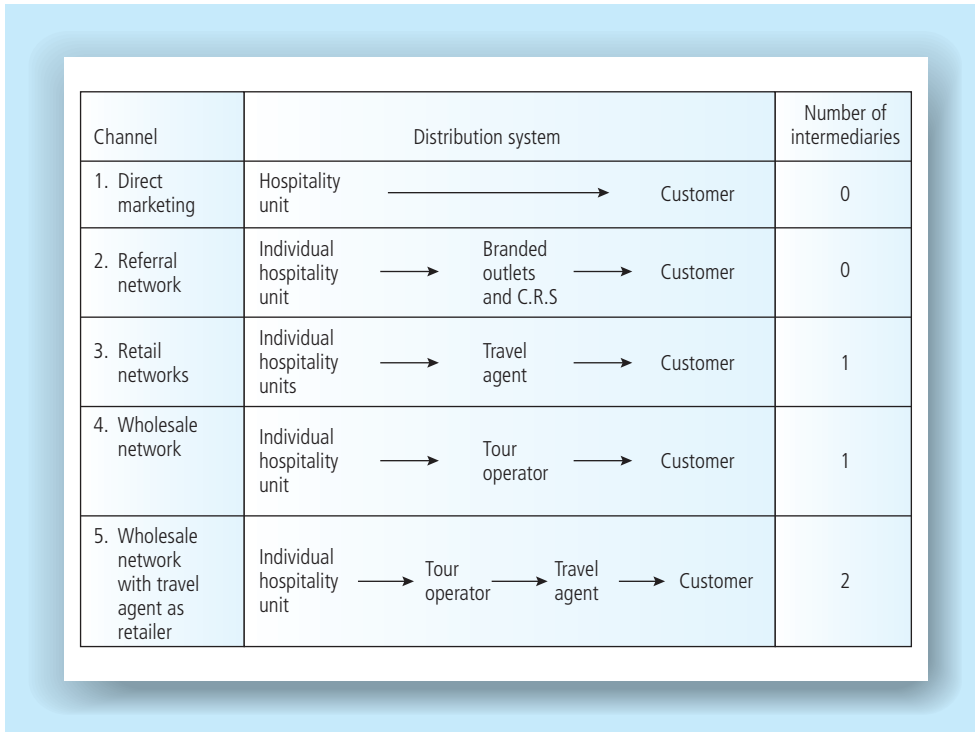 Channel
Distribution system
Number of
intermediaries
1. Direct
marketing
Hospitality
unit
Customer
0
2. Referral
network
Individual
hospitality
unit
Branded
outlets
and C.R.S
Customer
0
3. Retail
networks
Individual
hospitality
units
Travel
agent
Customer
1
4. Wholesale
network
Individual
hospitality
unit
Tour
operator
Customer
1
5. Wholesale
network
with travel
agent as
retailer
Individual
hospitality
unit
Tour
operator
Travel
agent
Customer
2